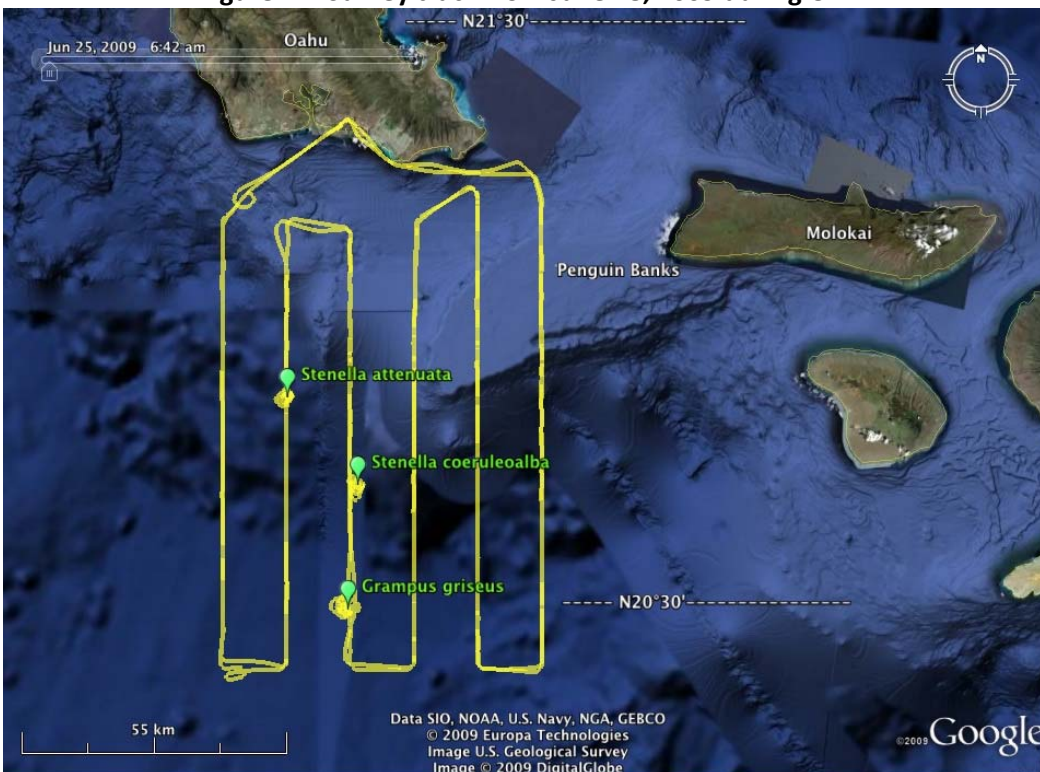 N21°30'
Oahu
Jun 25, 2009   6:42 am
N
Molokai
Penguin Banks
Stenella attenuata
Stenella coeruleoalba
Grampus griseus
----- N20°30'---------------
55 km
Data SIO, NOAA, U.S. Navy, NGA, GEBCO
© 2009 Europa Technologies
Image U.S. Geological Survey
Image © 2009 DigitalGlobe
©2009 Google